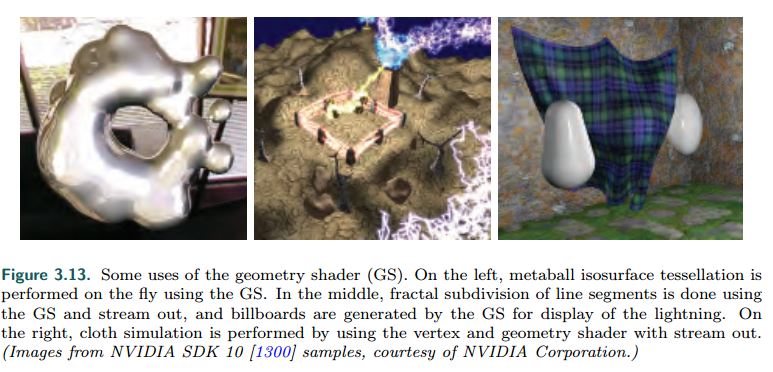 Figure 3.13. Some uses of the geometry shader (GS). On the left, metaball isosurface tessellation is
performed on the fly using the GS. In the middle, fractal subdivision of line segments is done using
the GS and stream out, and billboards are generated by the GS for display of the lightning. On
the right, cloth simulation is performed by using the vertex and geometry shader with stream out.
(Images from NVIDIA SDK 10 [1300] samples, courtesy of NVIDIA Corporation.)